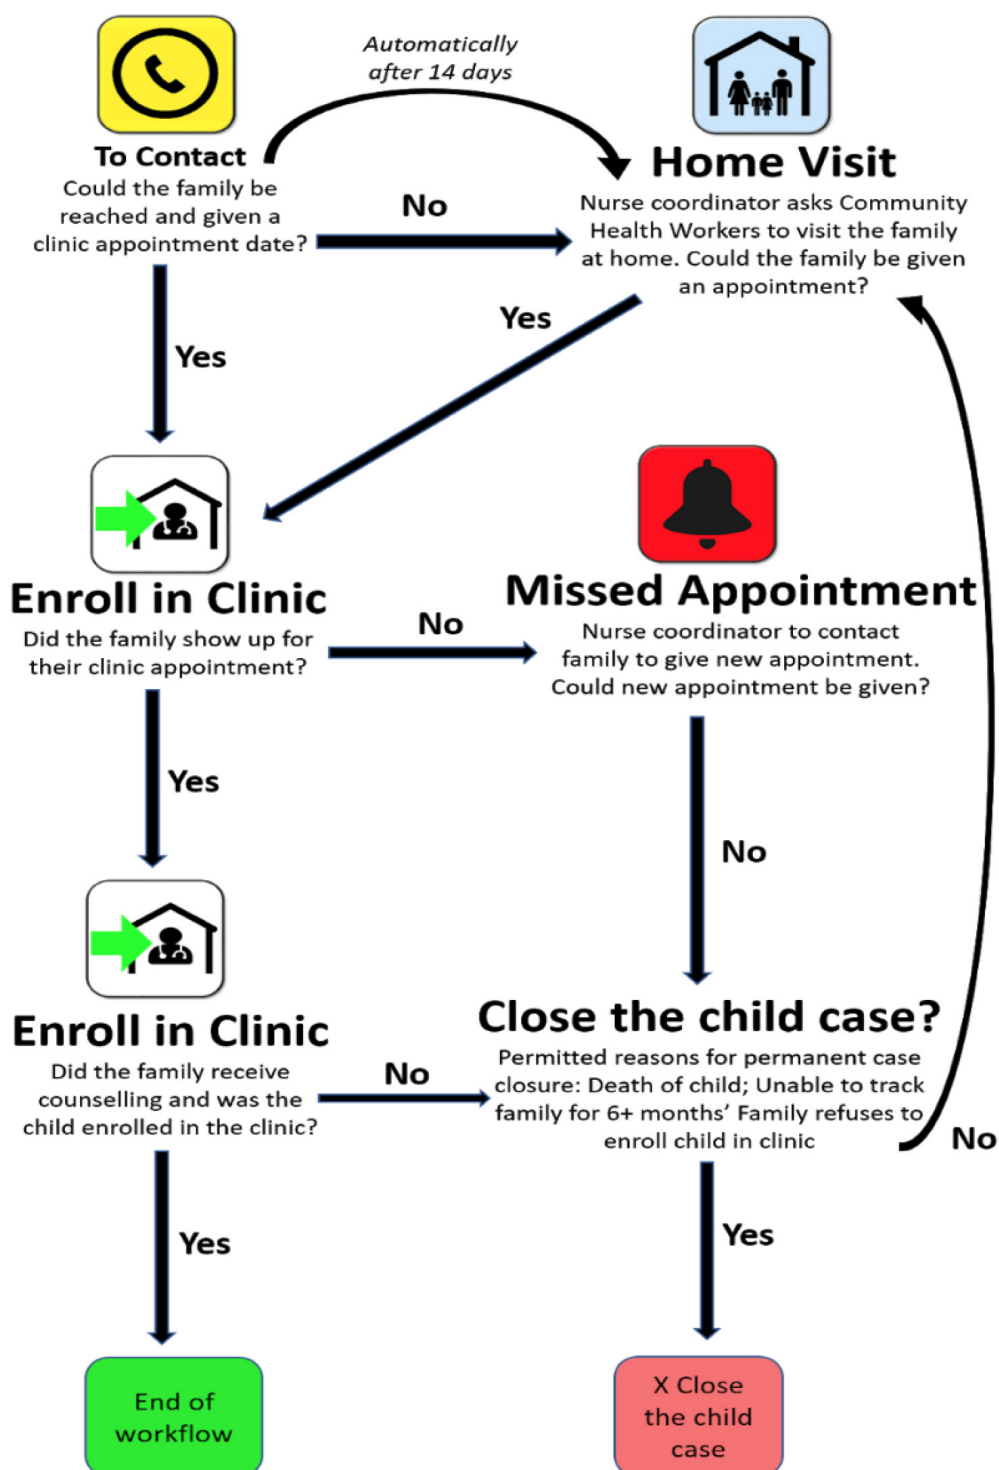 Automatically
after 14 days
To Contact
Could the family be
reached and given a
clinic appointment date?
No
Home Visit
Nurse coordinator asks Community
Health Workers to visit the family
at home. Could the family be given
an appointment?
Yes
Yes
Enroll in Clinic
Did the family show up for
their clinic appointment?
No
Missed Appointment
Nurse coordinator to contact
family to give new appointment.
Could new appointment be given?
Yes
No
Enroll in Clinic
Did the family receive
counselling and was the
child enrolled in the clinic?
No
Close the child case?
Permitted reasons for permanent case
closure: Death of child; Unable to track
family for 6+ months’ Family refuses to
enroll child in clinic
No
Yes
Yes
End of
workflow
X Close
the child
case